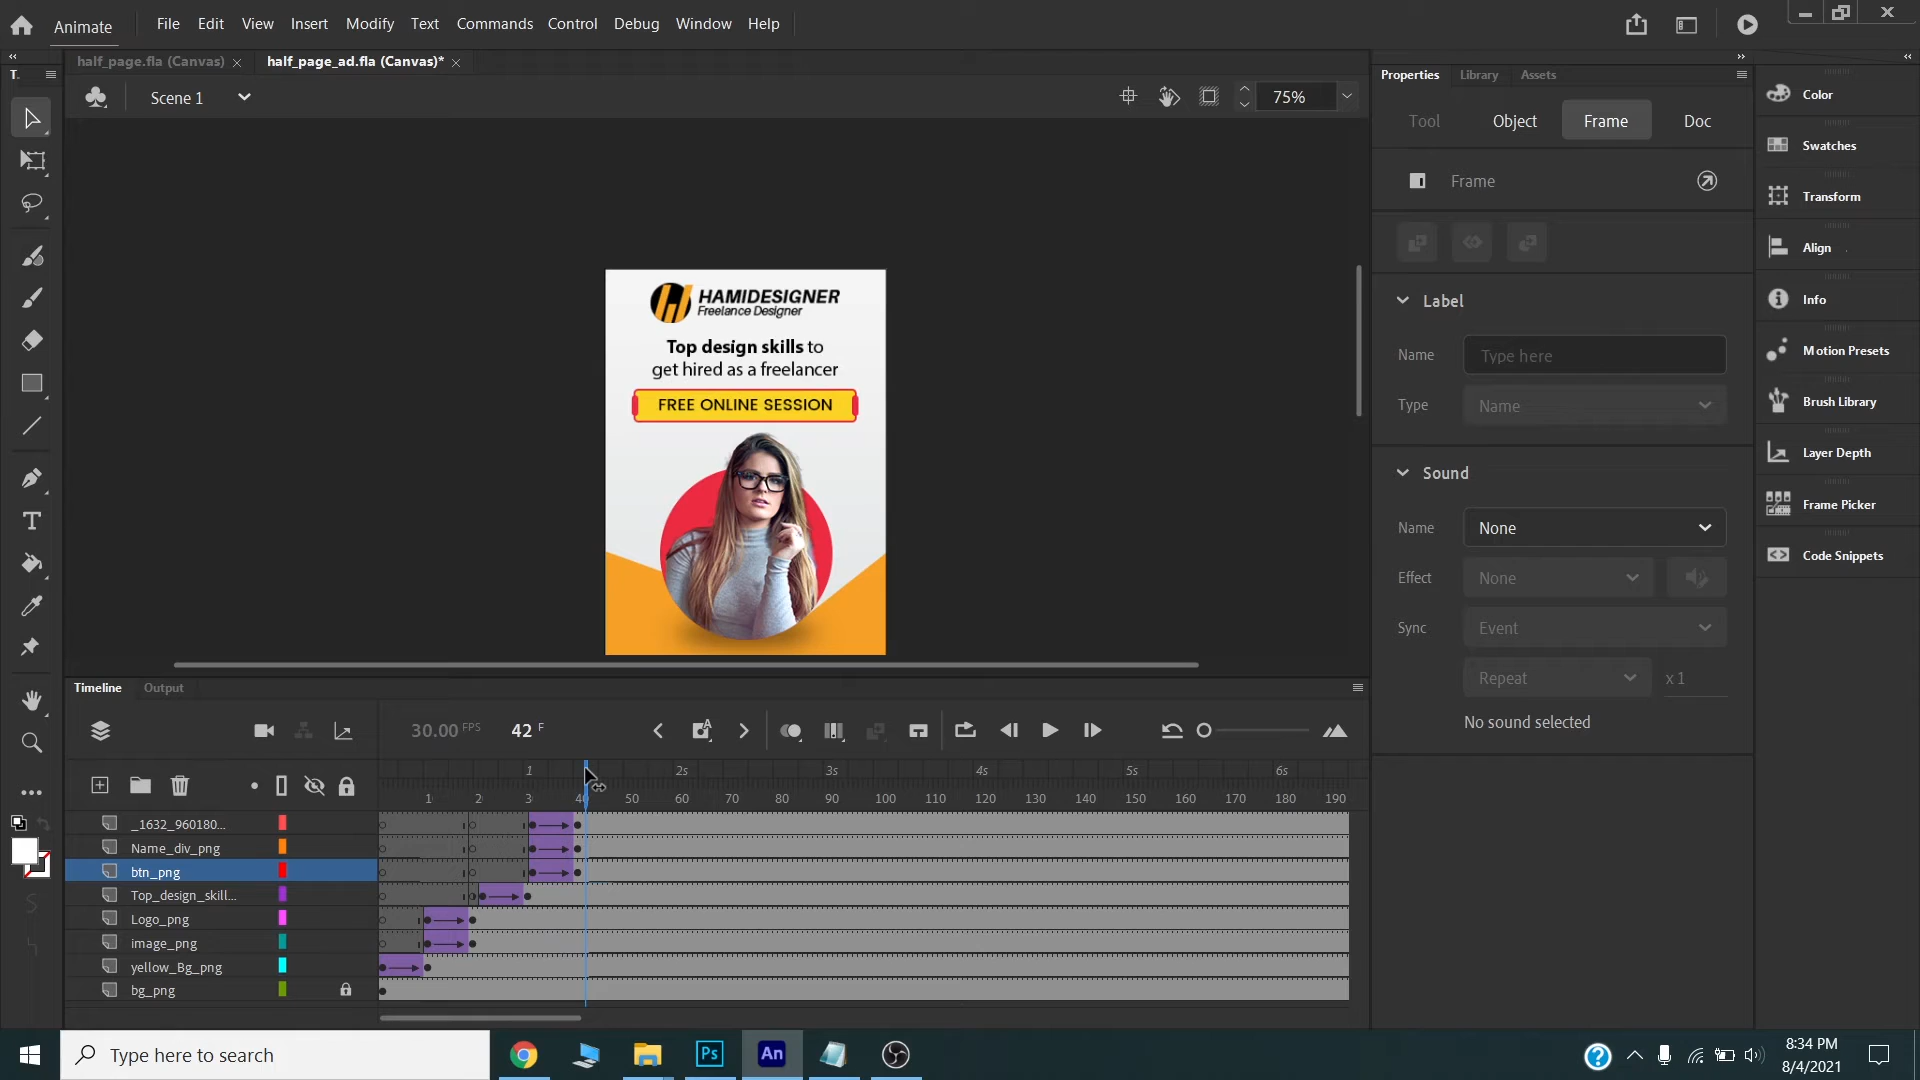 Animate File Edit View Insert Modify Text Commands Control Debug Window Help
half_page.fla (Canvas) half_page_ad.fla (Canvas)*
T.
Scene 1
75%
HAMIDESIGNER
Freelance Designer
Top design skills to
get hired as a freelancer
FREE ONLINE SESSION
Properties Library Assets
Tool Object Frame Doc
Frame
Label
Name Type here
Type Name
Sound
Name None
Effect None
Sync Event
Repeat x 1
No sound selected
Color
Swatches
Transform
Align
Info
Motion Presets
Brush Library
Layer Depth
Frame Picker
Code Snippets
Timeline Output
30.00 FPS 42 F
1 2s 3s 4s 5s 6s
1 2 3 40 50 60 70 80 90 100 110 120 130 140 150 160 170 180 190
_1632_960180...
Name_div_png
btn_png
Top_design_skill...
Logo_png
image_png
yellow_Bg_png
bg_png
Type here to search
Ps An
8:34 PM
8/4/2021